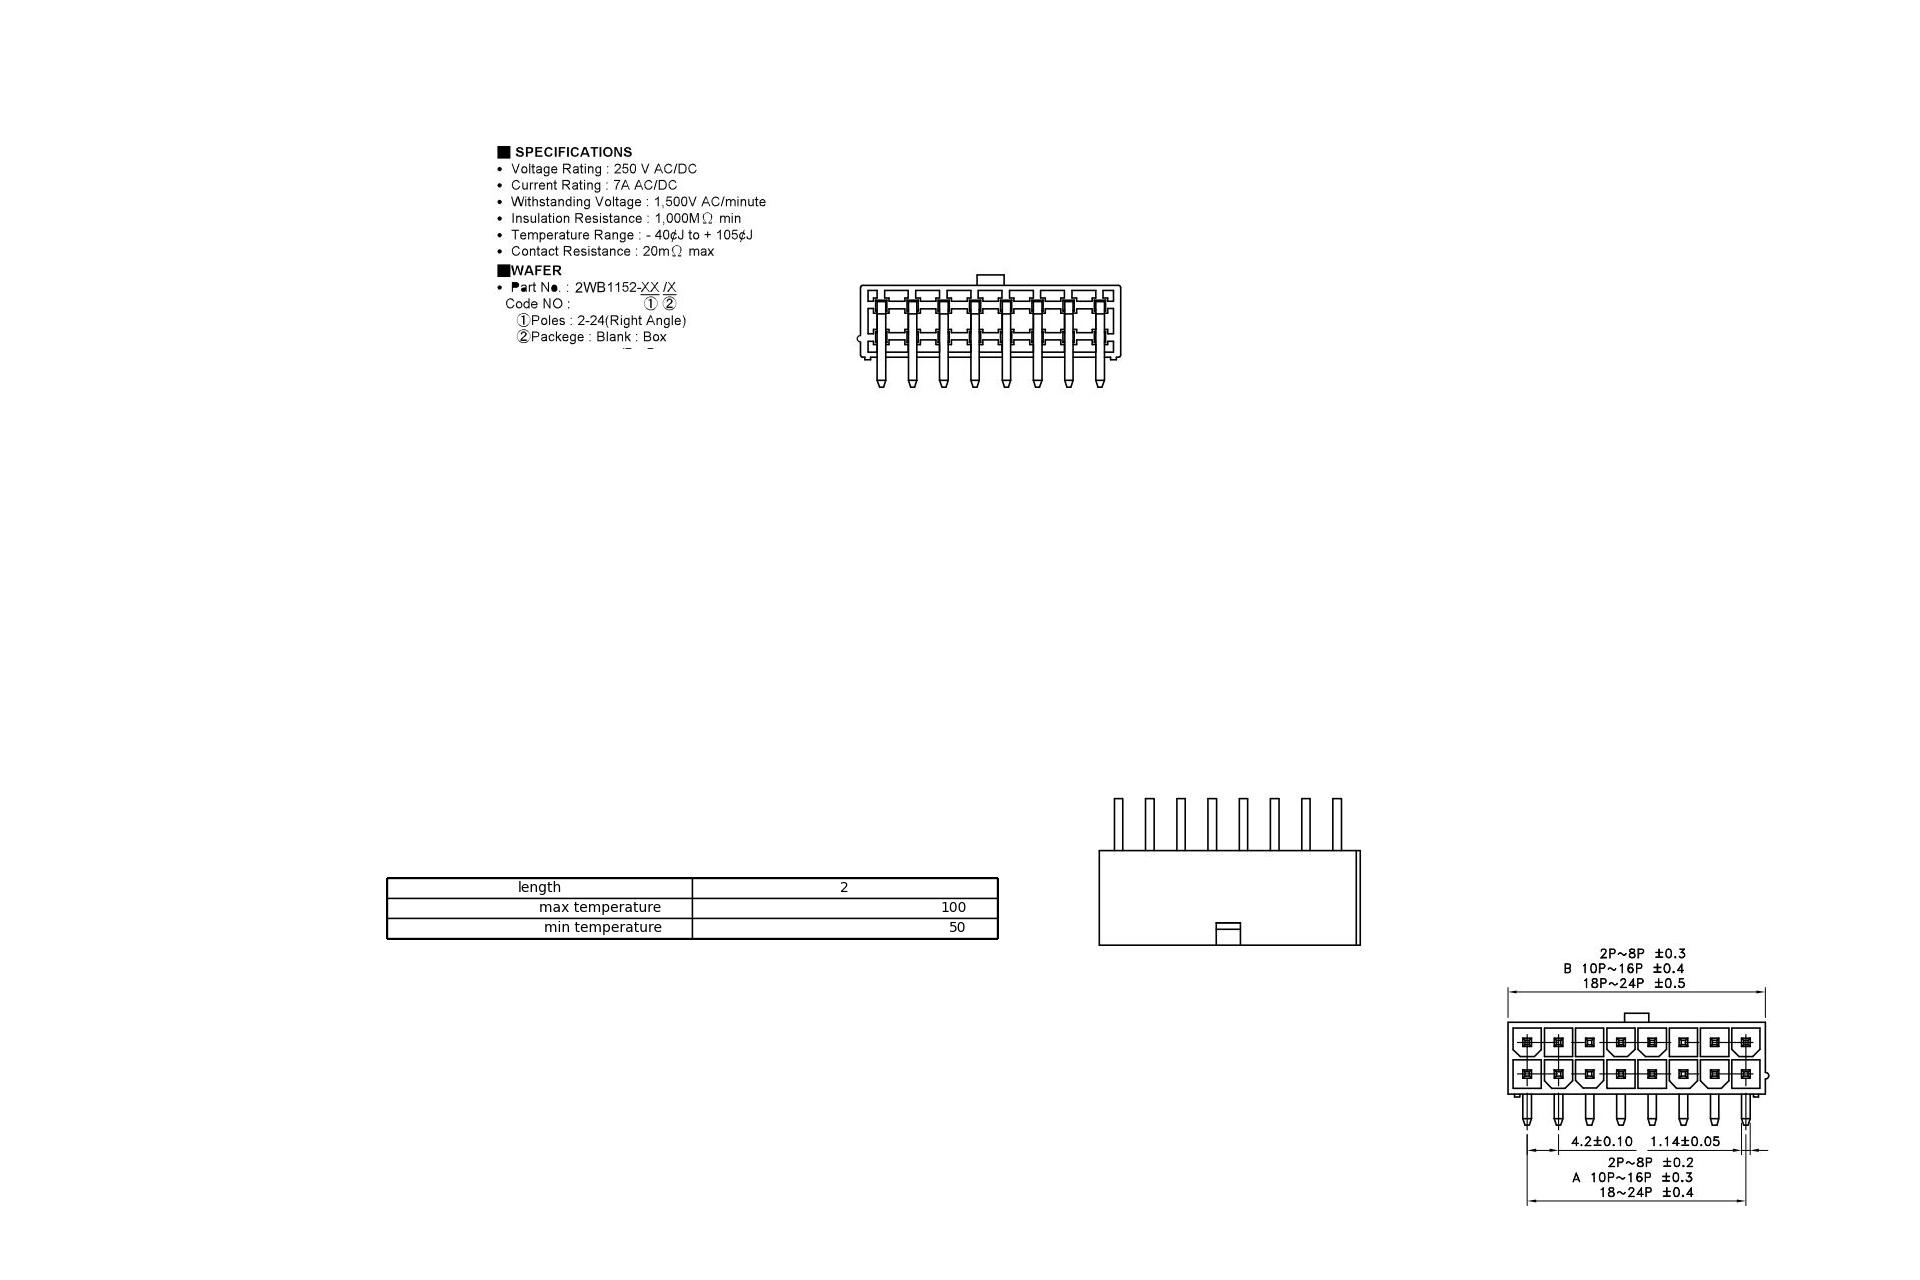 ■ SPECIFICATIONS
• Voltage Rating : 250 V AC/DC
• Current Rating : 7A AC/DC
• Withstanding Voltage : 1,500V AC/minute
• Insulation Resistance : 1,000MΩ min
• Temperature Range : - 40¢J to + 105¢J
• Contact Resistance : 20mΩ max
■WAFER
• Part No. : 2WB1152-XX /X
Code NO : ① ②
①Poles : 2-24(Right Angle)
②Packege : Blank : Box
length 2
max temperature 100
min temperature 50
2P~8P ±0.3
B 10P~16P ±0.4
18P~24P ±0.5
4.2±0.10 1.14±0.05
2P~8P ±0.2
A 10P~16P ±0.3
18~24P ±0.4